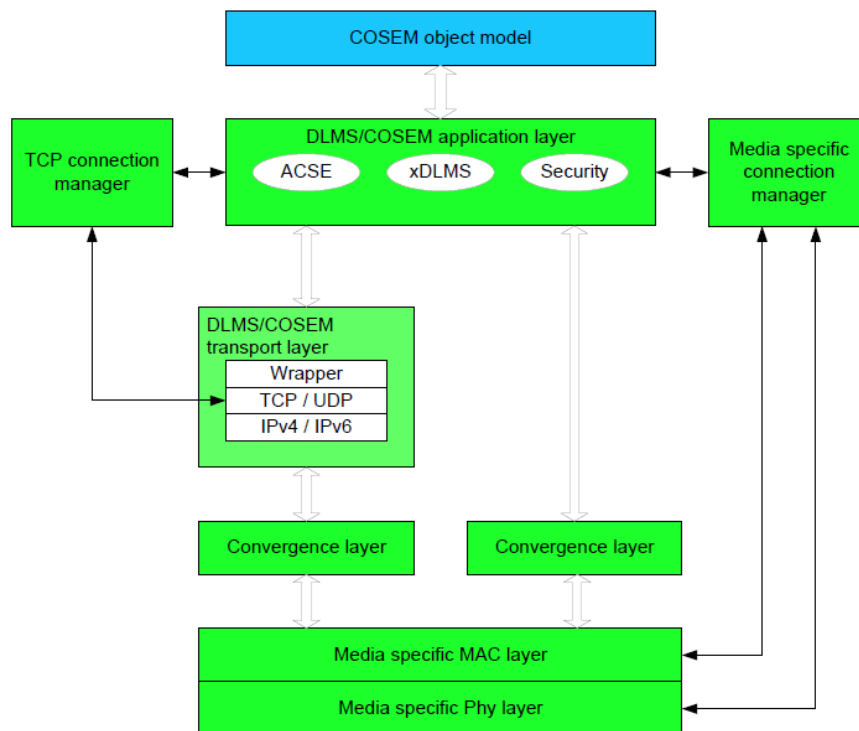 COSEM object model
TCP connection
manager
DLMS/COSEM application layer
ACSE
xDLMS
Security
Media specific
connection
manager
DLMS/COSEM
transport layer
Wrapper
TCP / UDP
IPv4 / IPv6
Convergence layer
Convergence layer
Media specific MAC layer
Media specific Phy layer